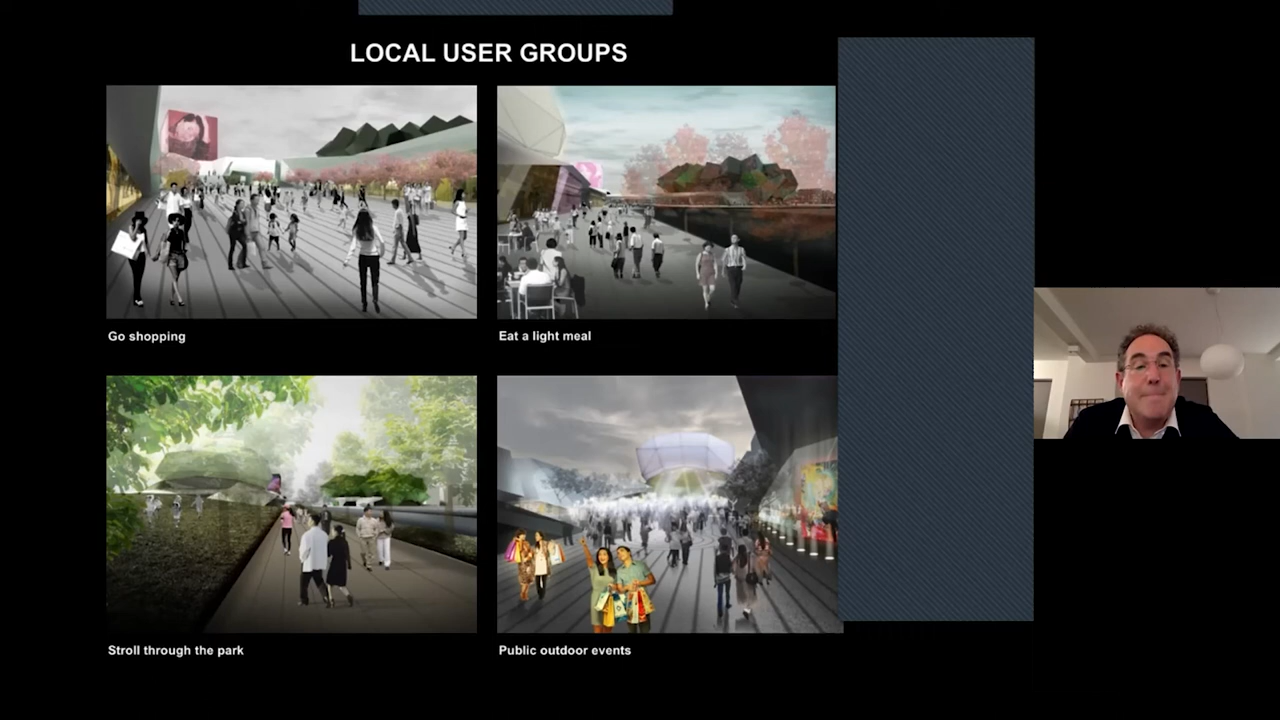 LOCAL USER GROUPS
Go shopping
Eat a light meal
Stroll through the park
Public outdoor events